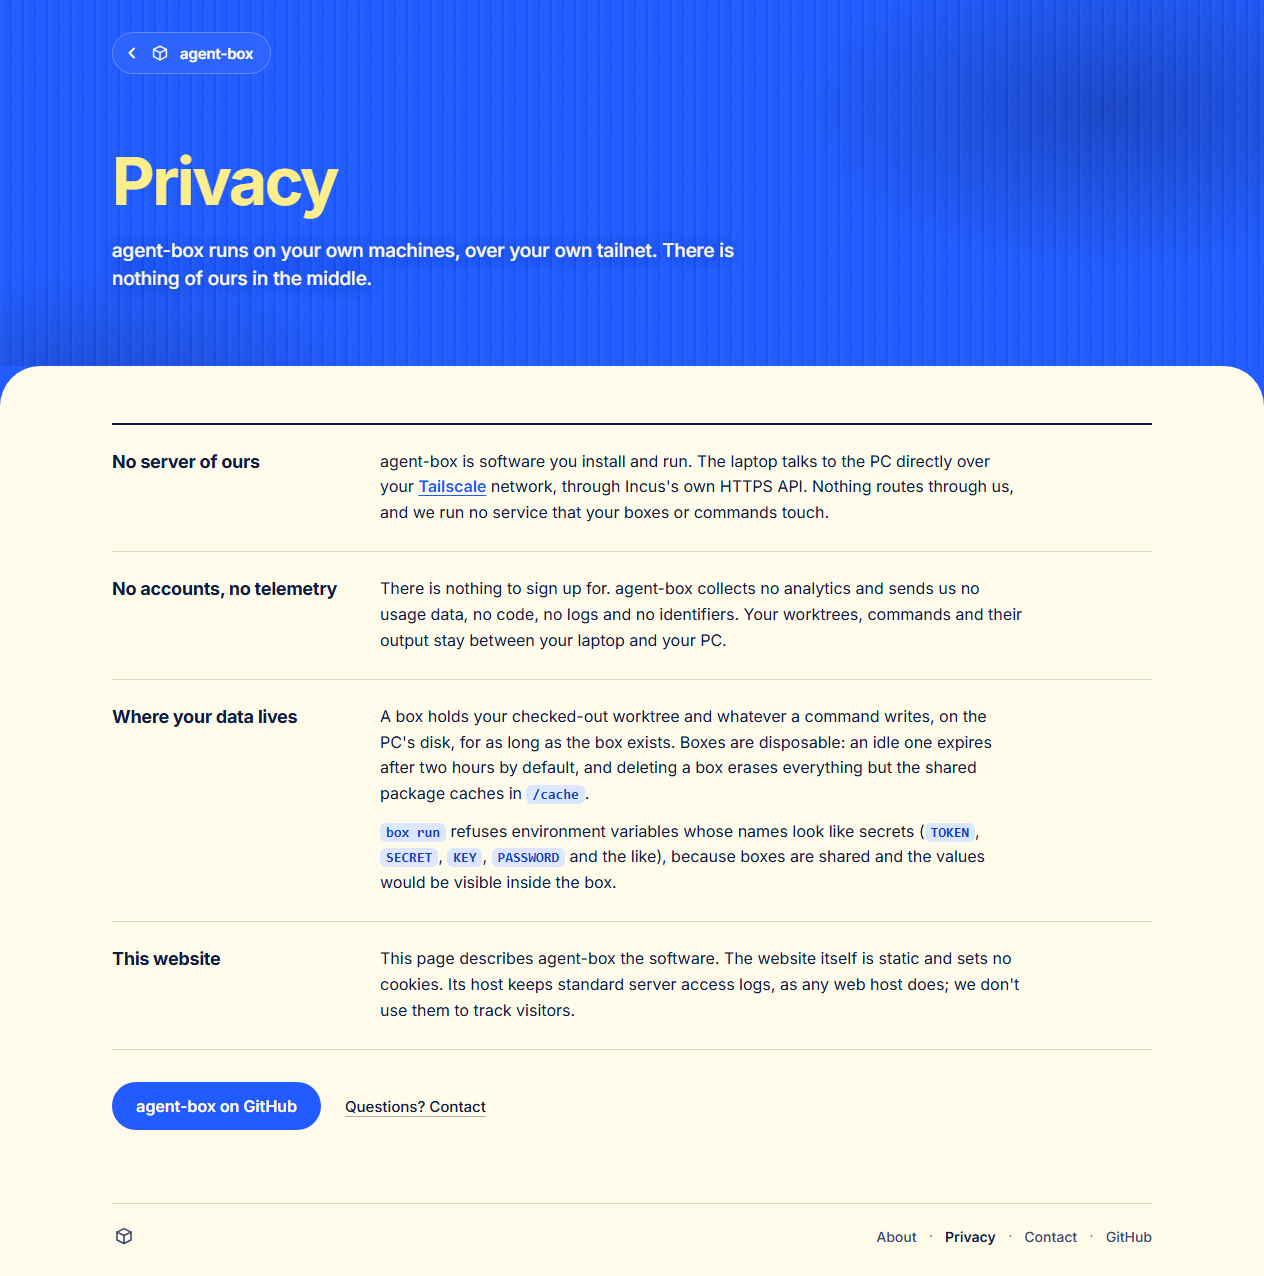 agent-box
Privacy
agent-box runs on your own machines, over your own tailnet. There is
nothing of ours in the middle.
No server of ours
agent-box is software you install and run. The laptop talks to the PC directly over
your Tailscale network, through Incus's own HTTPS API. Nothing routes through us,
and we run no service that your boxes or commands touch.
No accounts, no telemetry
There is nothing to sign up for. agent-box collects no analytics and sends us no
usage data, no code, no logs and no identifiers. Your worktrees, commands and their
output stay between your laptop and your PC.
Where your data lives
A box holds your checked-out worktree and whatever a command writes, on the
PC's disk, for as long as the box exists. Boxes are disposable: an idle one expires
after two hours by default, and deleting a box erases everything but the shared
package caches in /cache.
box run refuses environment variables whose names look like secrets (TOKEN,
SECRET, KEY, PASSWORD and the like), because boxes are shared and the values
would be visible inside the box.
This website
This page describes agent-box the software. The website itself is static and sets no
cookies. Its host keeps standard server access logs, as any web host does; we don't
use them to track visitors.
agent-box on GitHub
Questions? Contact
About · Privacy · Contact · GitHub